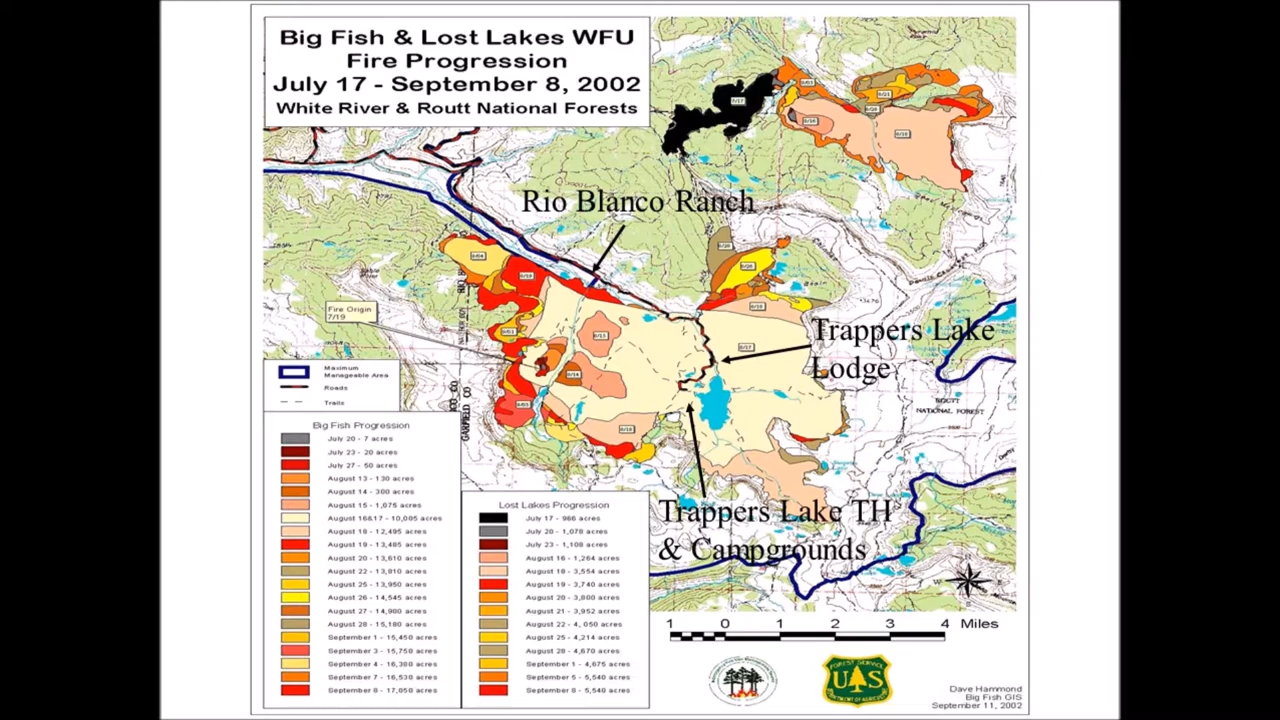 Big Fish & Lost Lakes WFU
Fire Progression
July 17 - September 8, 2002
White River & Routt National Forests
Rio Blanco Ranch
Fire Origin
7/19
Trappers Lake
Lodge
Trappers Lake TH
& Campgrounds
ROUTT
NATIONAL FOREST
GARFIELD CO
Maximum
Manageable Area
Roads
Trails
Big Fish Progression
July 20 - 7 acres
July 23 - 20 acres
July 27 - 50 acres
August 13 - 130 acres
August 14 - 300 acres
August 15 - 1,075 acres
August 16&17 - 10,085 acres
August 18 - 12,495 acres
August 19 - 13,485 acres
August 20 - 13,610 acres
August 22 - 13,810 acres
August 25 - 13,950 acres
August 26 - 14,545 acres
August 27 - 14,980 acres
August 28 - 15,180 acres
September 1 - 15,450 acres
September 3 - 15,750 acres
September 4 - 16,300 acres
September 7 - 16,530 acres
September 8 - 17,050 acres
Lost Lakes Progression
July 17 - 966 acres
July 20 - 1,078 acres
July 23 - 1,108 acres
August 16 - 1,264 acres
August 18 - 3,554 acres
August 19 - 3,740 acres
August 20 - 3,800 acres
August 21 - 3,952 acres
August 22 - 4,050 acres
August 25 - 4,214 acres
August 28 - 4,670 acres
September 1 - 4,675 acres
September 5 - 5,540 acres
September 8 - 5,540 acres
1 0 1 2 3 4 Miles
FOREST SERVICE
UAS
DEPARTMENT OF AGRICULTURE
Dave Hammond
Big Fish GIS
September 11, 2002